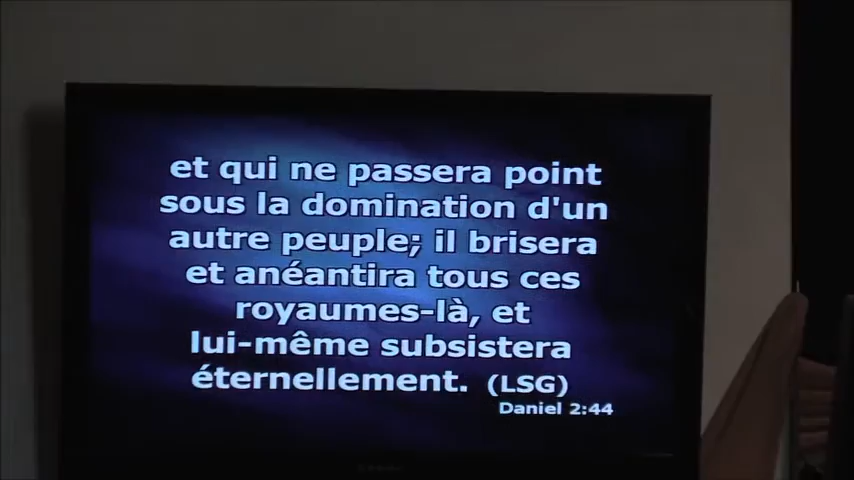 et qui ne passera point
sous la domination d'un
autre peuple; il brisera
et anéantira tous ces
royaumes-là, et
lui-même subsistera
éternellement. (LSG)
Daniel 2:44